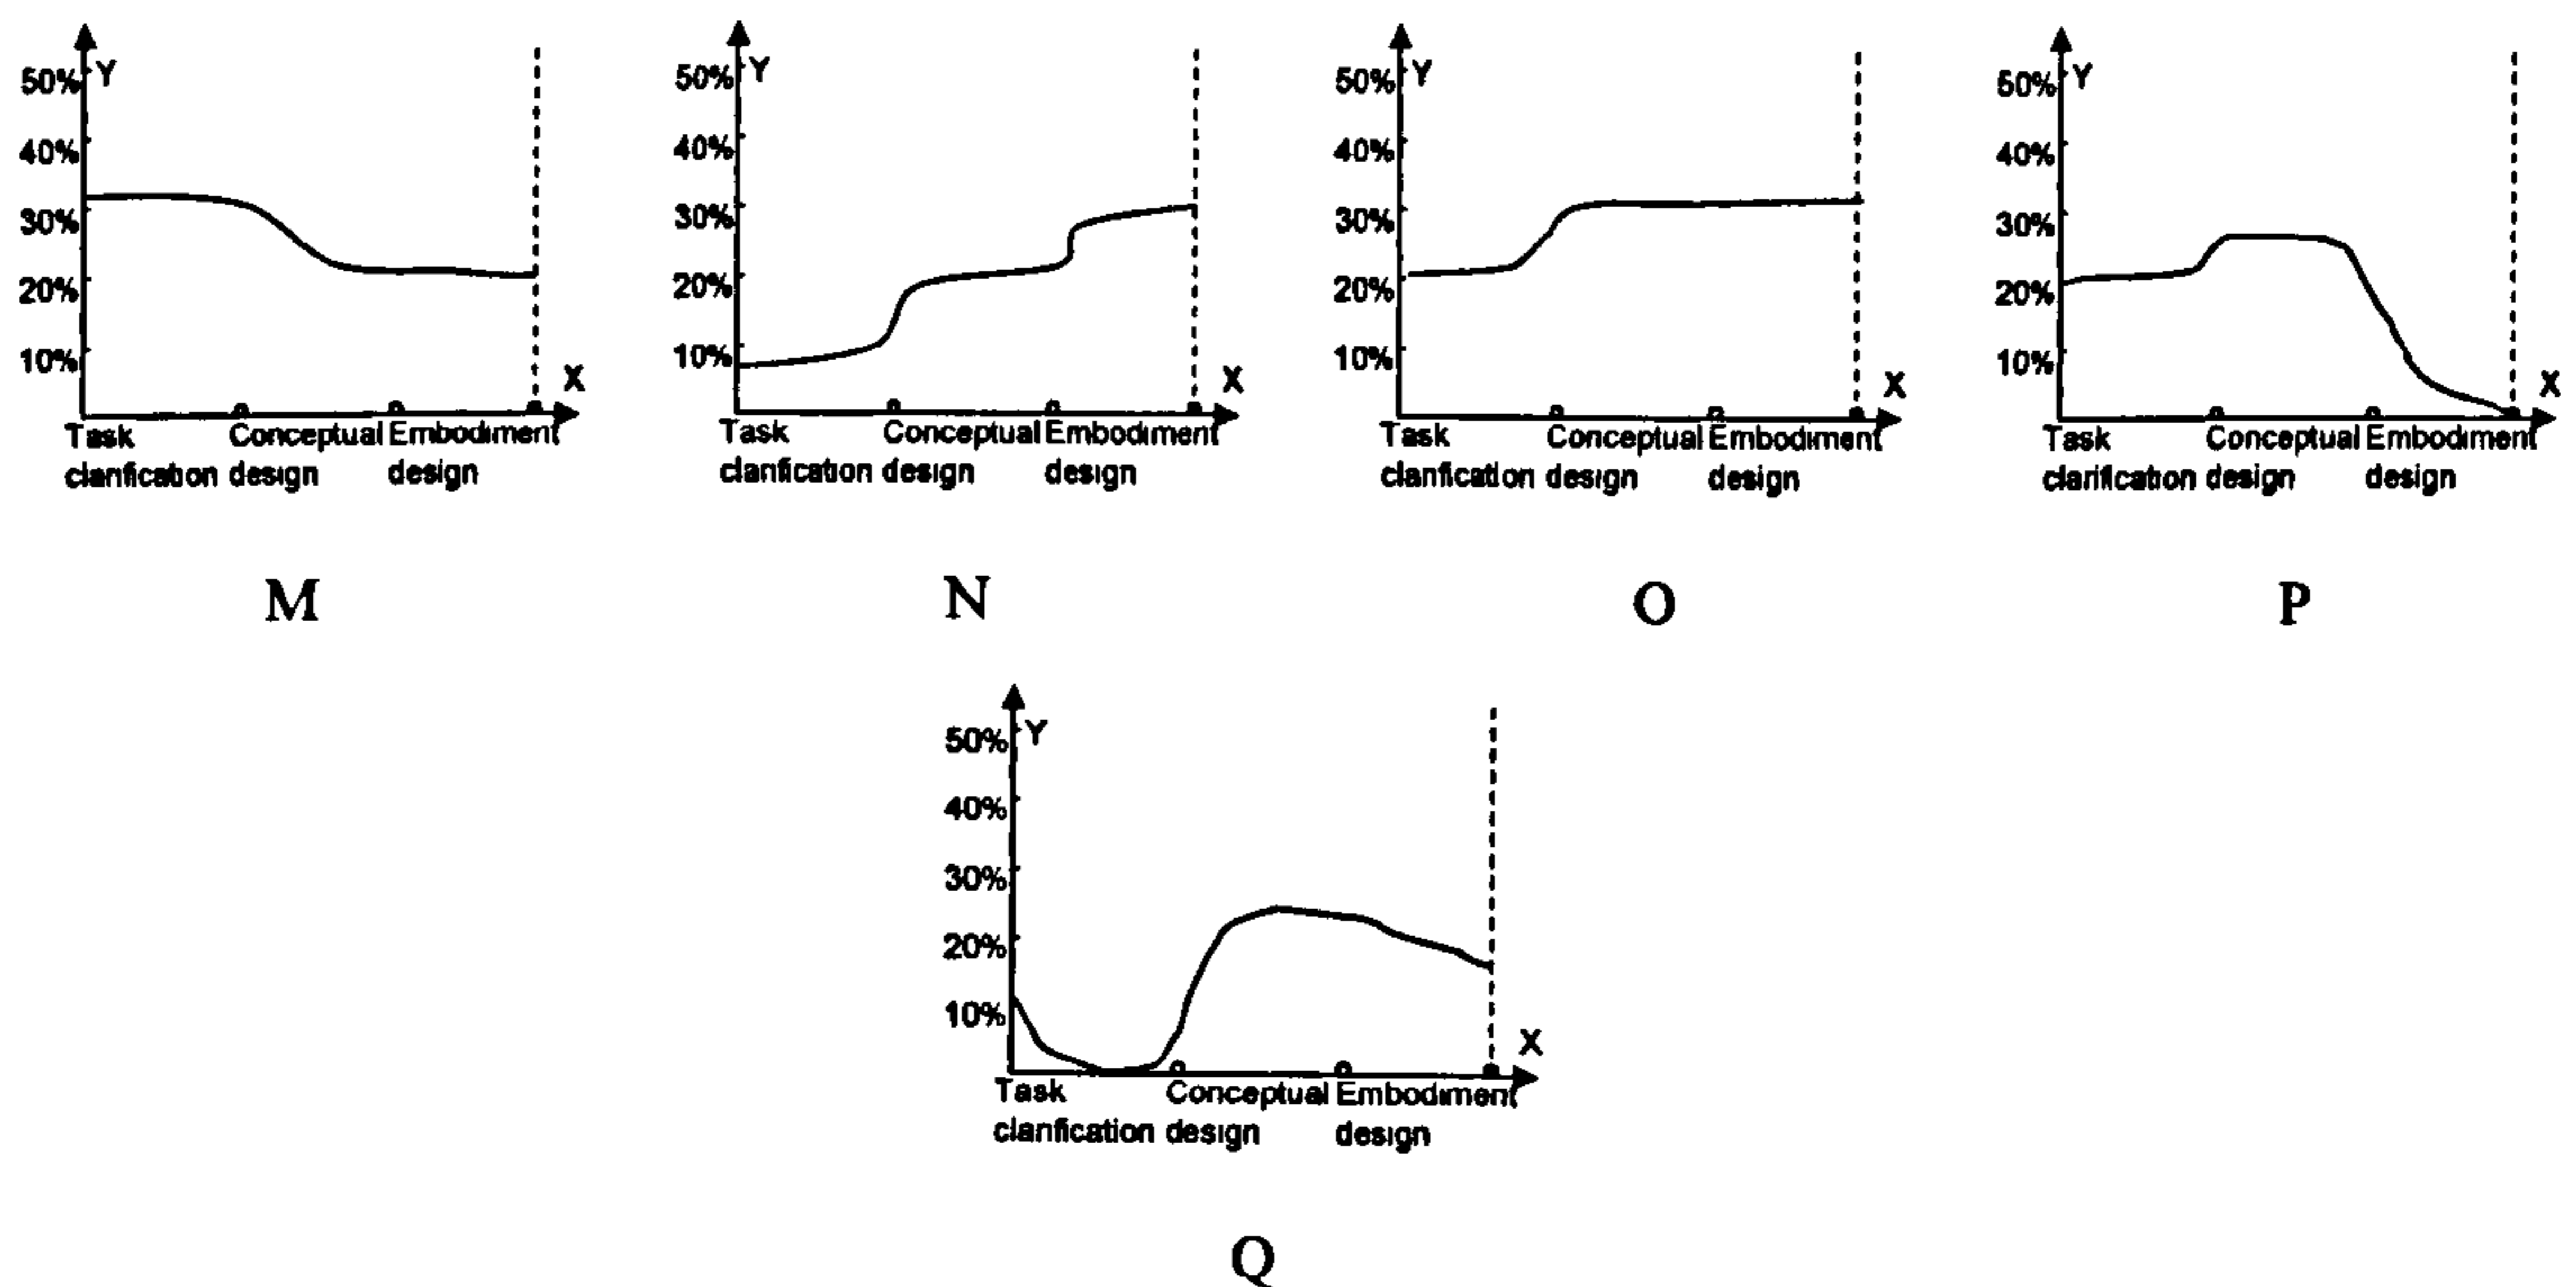 50% Y
40%
30%
20%
10%
X
Task Conceptual Embodiment
clarification design design
M
50% Y
40%
30%
20%
10%
X
Task Conceptual Embodiment
clarification design design
N
50% Y
40%
30%
20%
10%
X
Task Conceptual Embodiment
clarification design design
O
50% Y
40%
30%
20%
10%
X
Task Conceptual Embodiment
clarification design design
P
50% Y
40%
30%
20%
10%
X
Task Conceptual Embodiment
clarification design design
Q